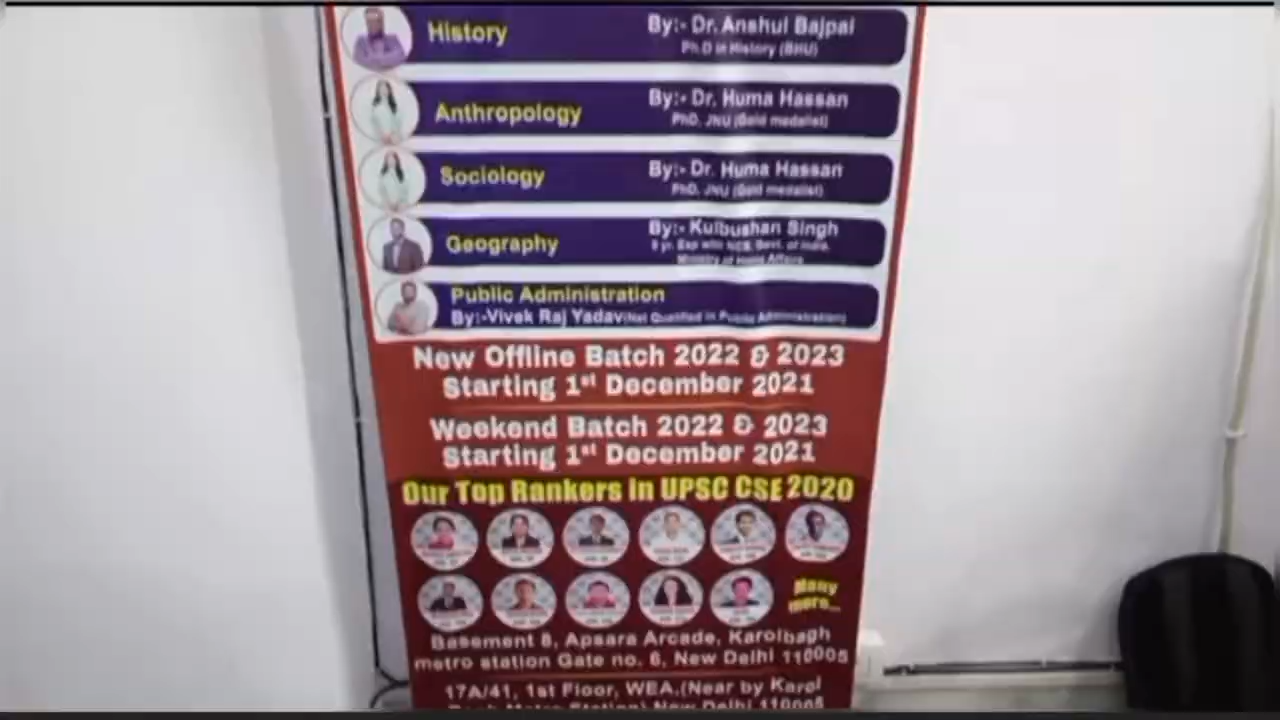 History
By:- Dr. Anshul Bajpai
Ph.D in History (BHU)
Anthropology
By:- Dr. Huma Hassan
PhD. JNU (Gold medalist)
Sociology
By:- Dr. Huma Hassan
PhD. JNU (Gold medalist)
Geography
By:- Kulbushan Singh
yr. Exp with Govt. of India,
Ministry of Home Affairs
Public Administration
By:-Vivek Raj Yadav(Net Qualified in Public Administration)
New Offline Batch 2022 & 2023
Starting 1st December 2021
Weekend Batch 2022 & 2023
Starting 1st December 2021
Our Top Rankers in UPSC CSE 2020
Many
more...
Basement 8, Apsara Arcade, Karolbagh
metro station Gate no. 6, New Delhi 110005
17A/41, 1st Floor, WEA,(Near by Karol
Bagh Metro Station) New Delhi 110005